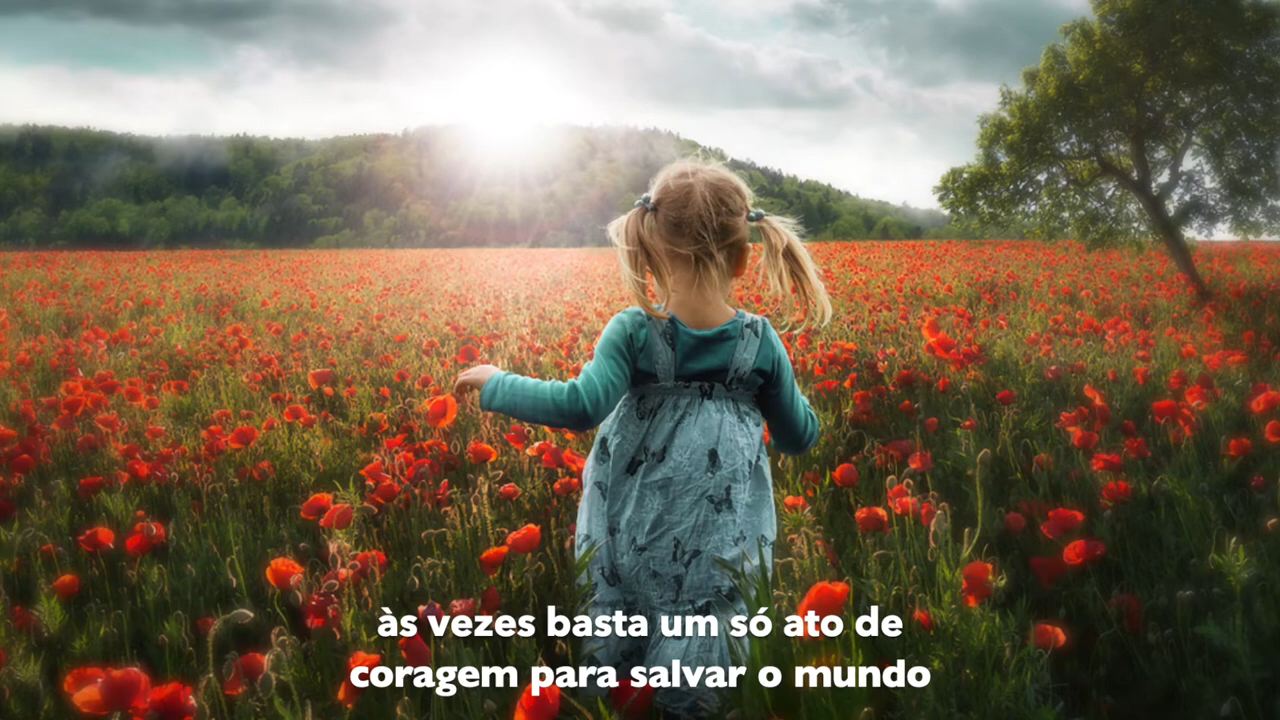 às vezes basta um só ato de
coragem para salvar o mundo